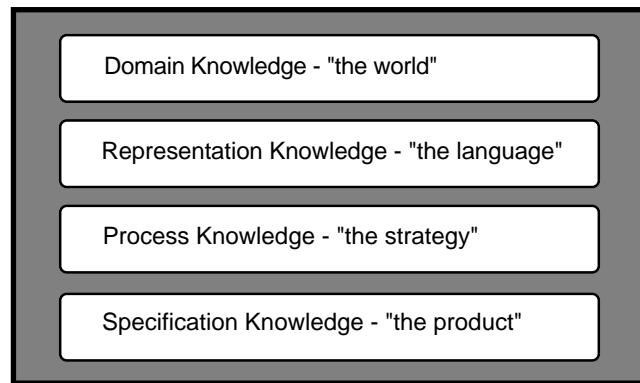 Domain Knowledge - "the world"
Representation Knowledge - "the language"
Process Knowledge - "the strategy"
Specification Knowledge - "the product"